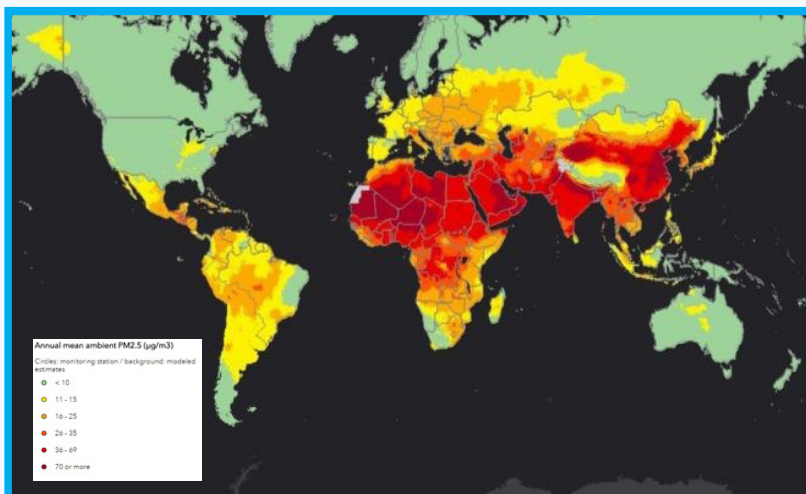 Annual mean ambient PM2.5 (µg/m3)
Circles: monitoring station / background: modeled
estimates
< 10
11 - 15
16 - 25
26 - 35
36 - 69
70 or more